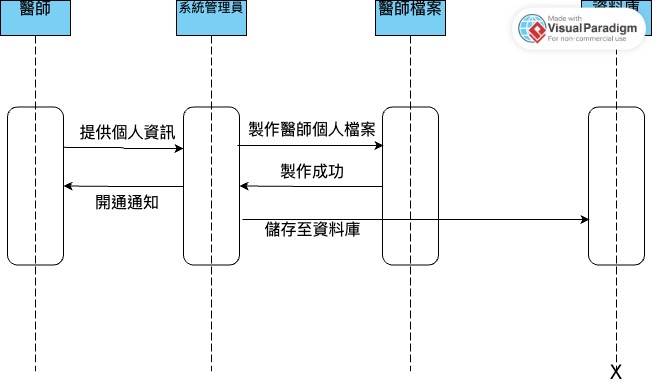 醫師
系統管理員
醫師檔案
資料庫
Made with
VisualParadigm
For non-commercial use
提供個人資訊
製作醫師個人檔案
製作成功
開通通知
儲存至資料庫
X